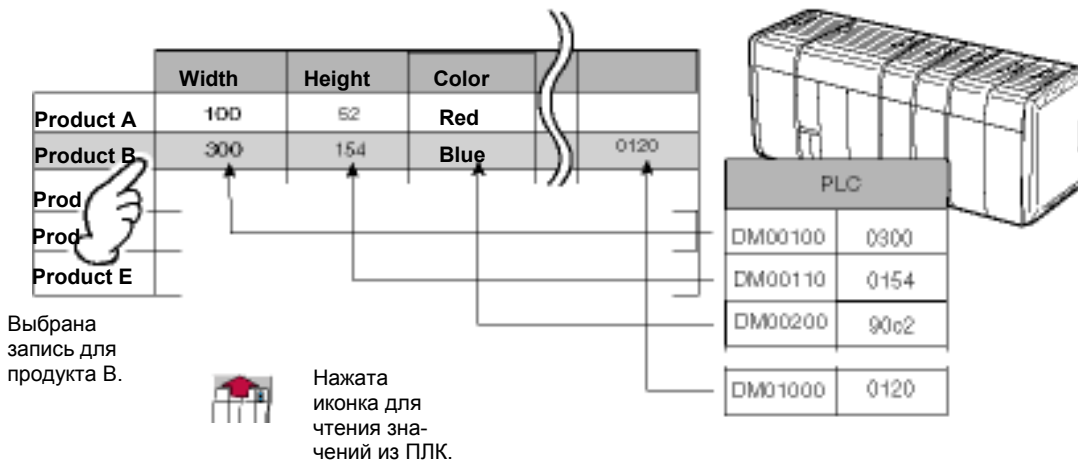 Width Height Color
Product A 100 52 Red
Product B 300 154 Blue 0120
Prod
Prod
Product E
PLC
DM00100 0300
DM00110 0154
DM00200 90c2
DM01000 0120
Выбрана
запись для
продукта B.
Нажата
иконка для
чтения зна-
чений из ПЛК.